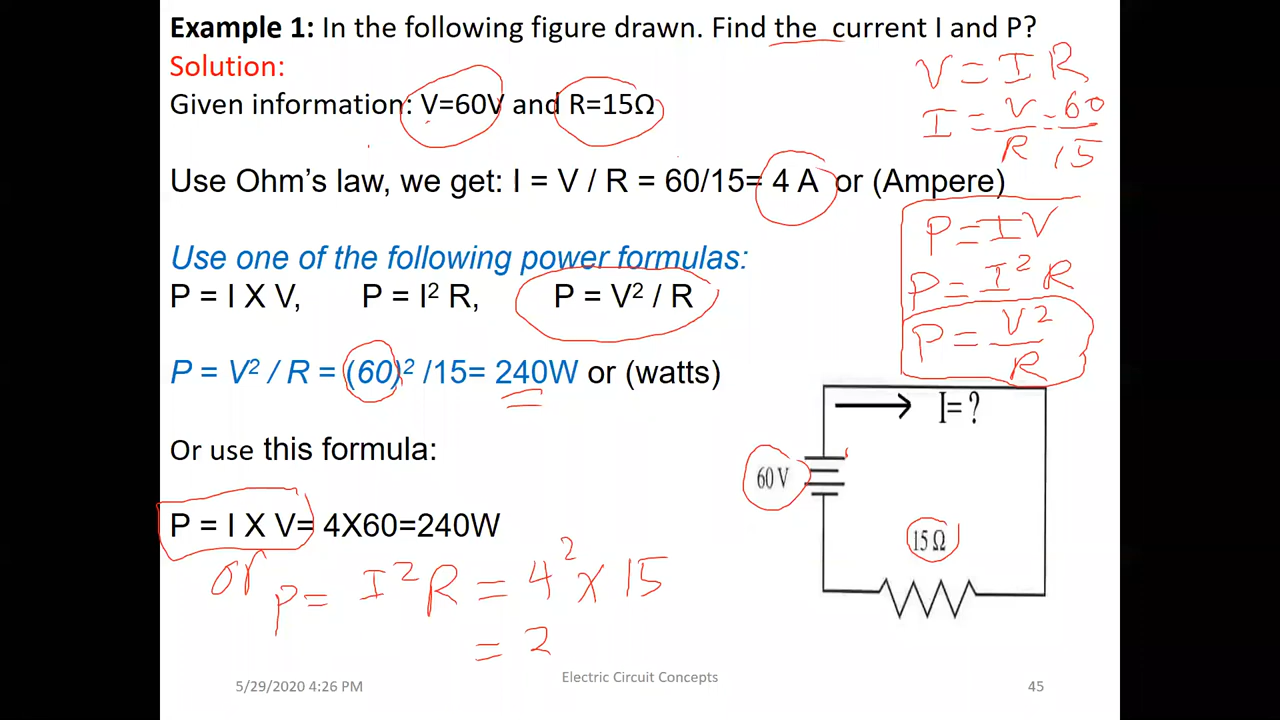 Example 1: In the following figure drawn. Find the current I and P?
Solution:
V = I R
Given information: V=60V and R=15Ω
I = V/R = 60/15
Use Ohm's law, we get: I = V / R = 60/15= 4 A or (Ampere)
P = IV
Use one of the following power formulas:
P = I² R
P = I X V, P = I² R, P = V² / R
P = V²/R
P = V² / R = (60)² /15= 240W or (watts)
I= ?
Or use this formula:
60 V
P = I X V= 4X60=240W
15 Ω
or P = I² R = 4² x 15
= 2
Electric Circuit Concepts
5/29/2020 4:26 PM
45